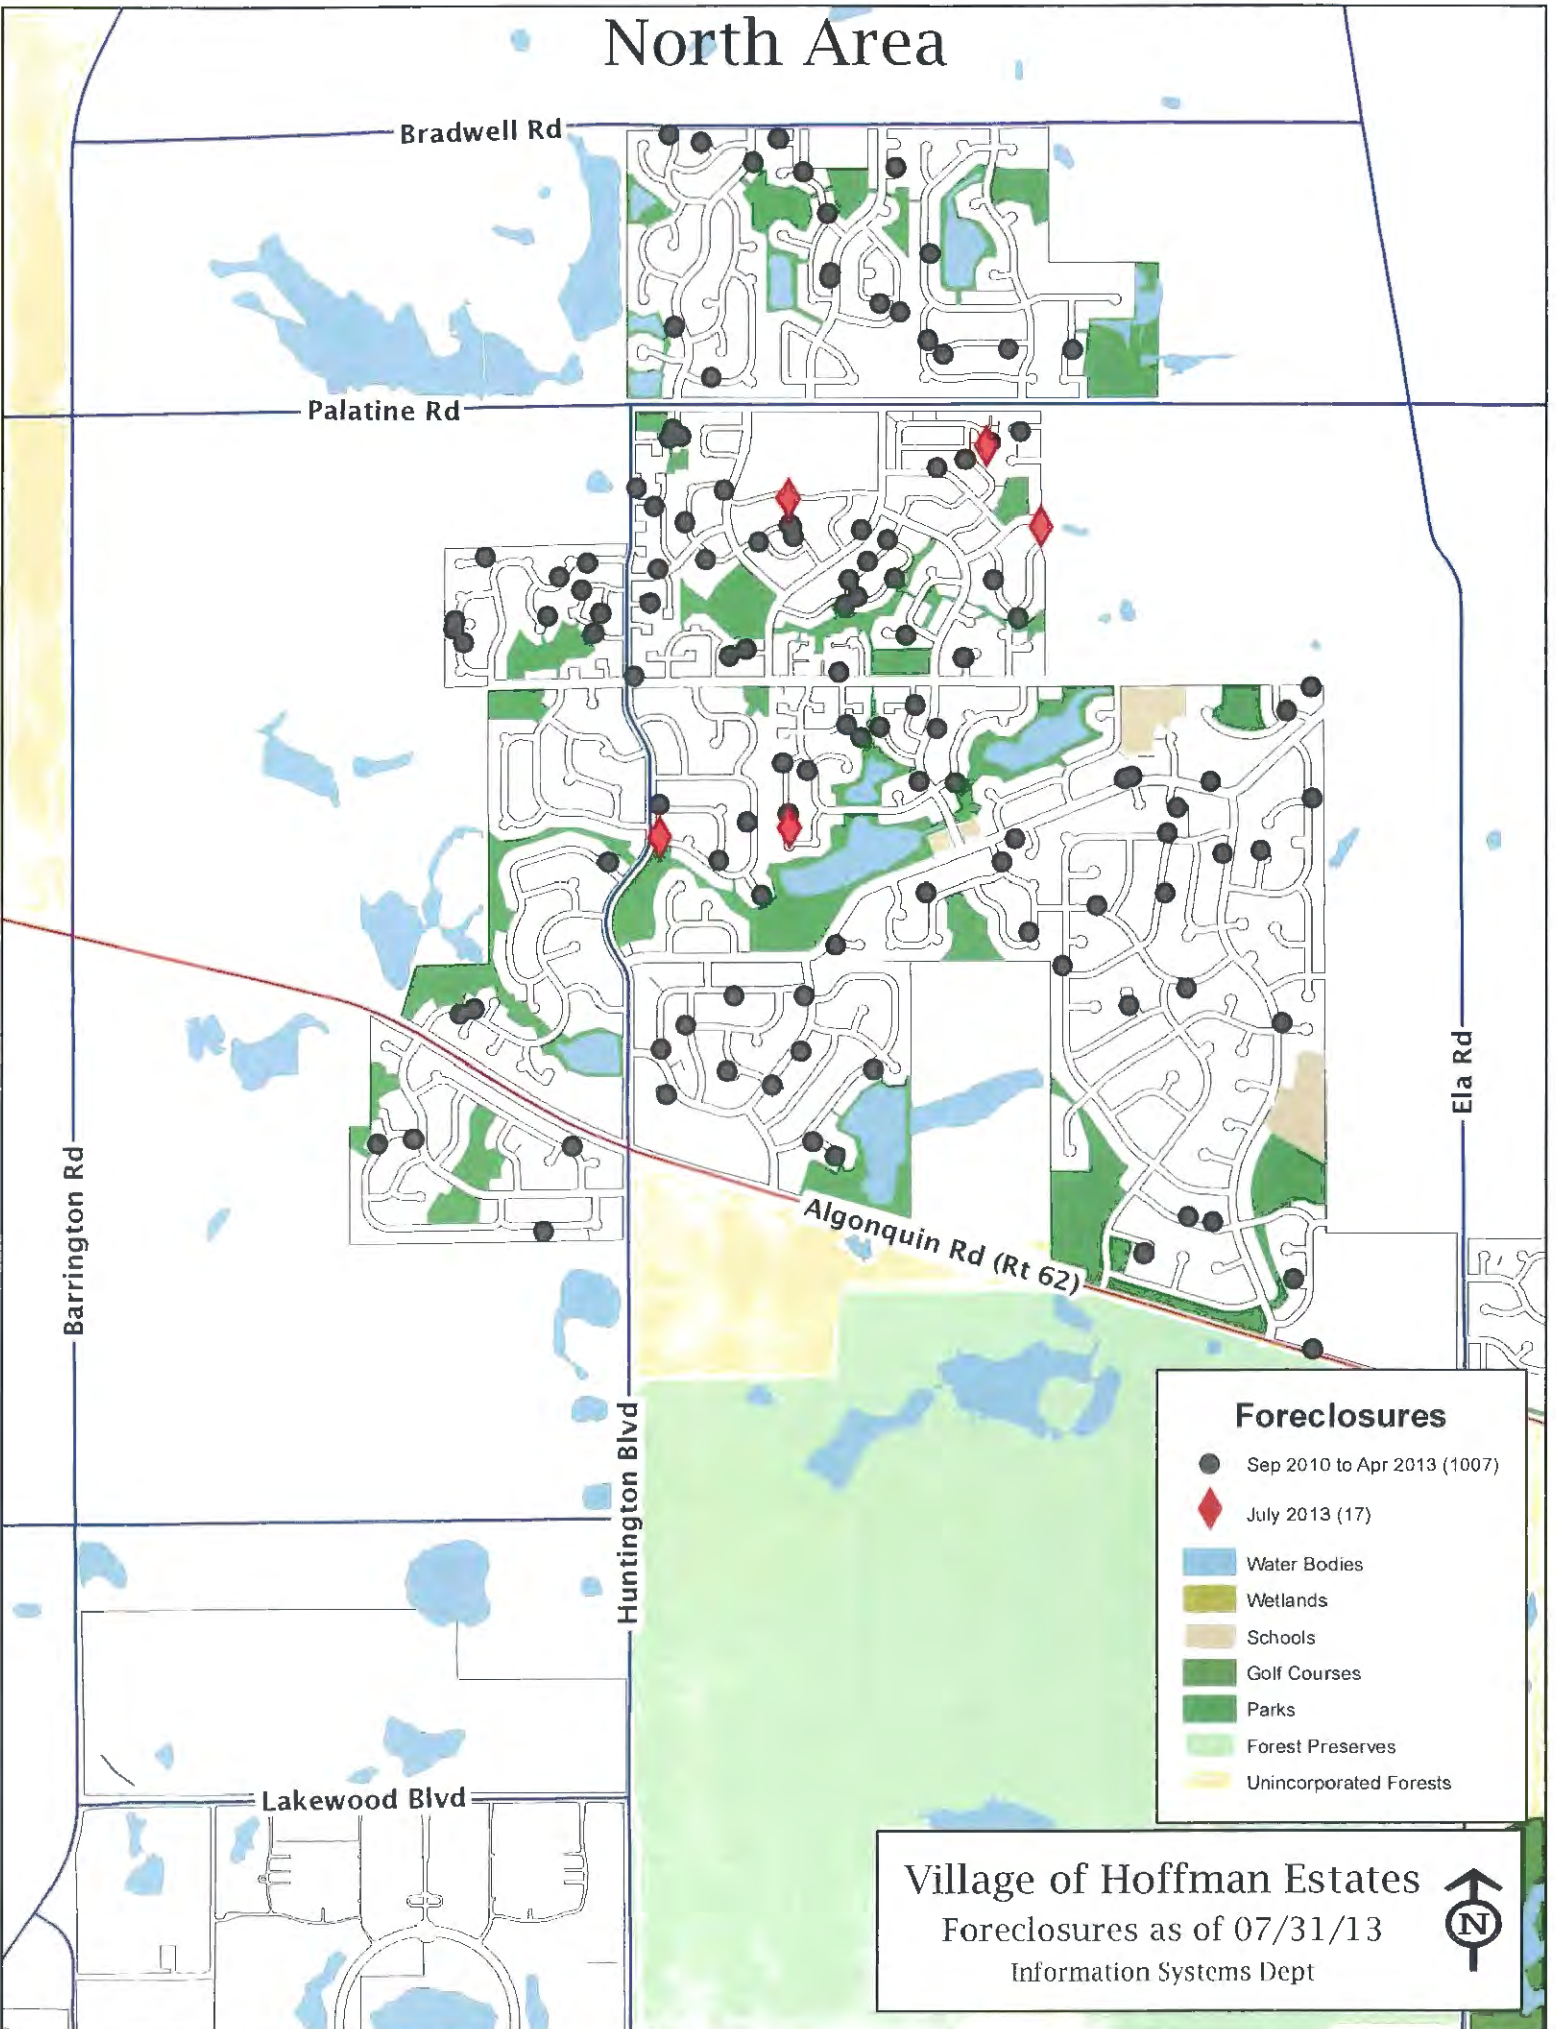 North Area
Bradwell Rd
Palatine Rd
Barrington Rd
Ela Rd
Algonquin Rd (Rt 62)
Huntington Blvd
Lakewood Blvd
Foreclosures
Sep 2010 to Apr 2013 (1007)
July 2013 (17)
Water Bodies
Wetlands
Schools
Golf Courses
Parks
Forest Preserves
Unincorporated Forests
Village of Hoffman Estates
Foreclosures as of 07/31/13
Information Systems Dept
N